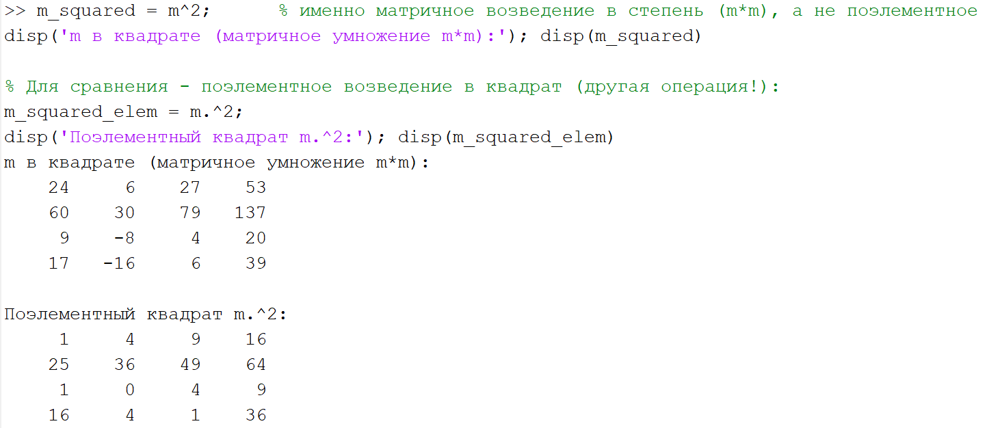 >> m_squared = m^2;      % именно матричное возведение в степень (m*m), а не поэлементное
disp('m в квадрате (матричное умножение m*m):'); disp(m_squared)
% Для сравнения - поэлементное возведение в квадрат (другая операция!):
m_squared_elem = m.^2;
disp('Поэлементный квадрат m.^2:'); disp(m_squared_elem)
m в квадрате (матричное умножение m*m):
    24     6    27    53
    60    30    79   137
     9    -8     4    20
    17   -16     6    39
Поэлементный квадрат m.^2:
     1     4     9    16
    25    36    49    64
     1     0     4     9
    16     4     1    36